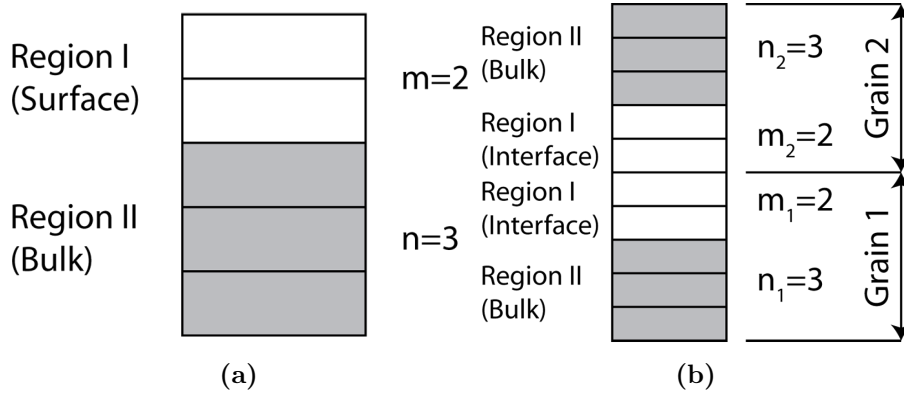 Region I
(Surface)
m=2
Region II
(Bulk)
n=3
(a)
Region II
(Bulk)
n2=3
Region I
(Interface)
m2=2
Grain 2
Region I
(Interface)
m1=2
Region II
(Bulk)
n1=3
Grain 1
(b)